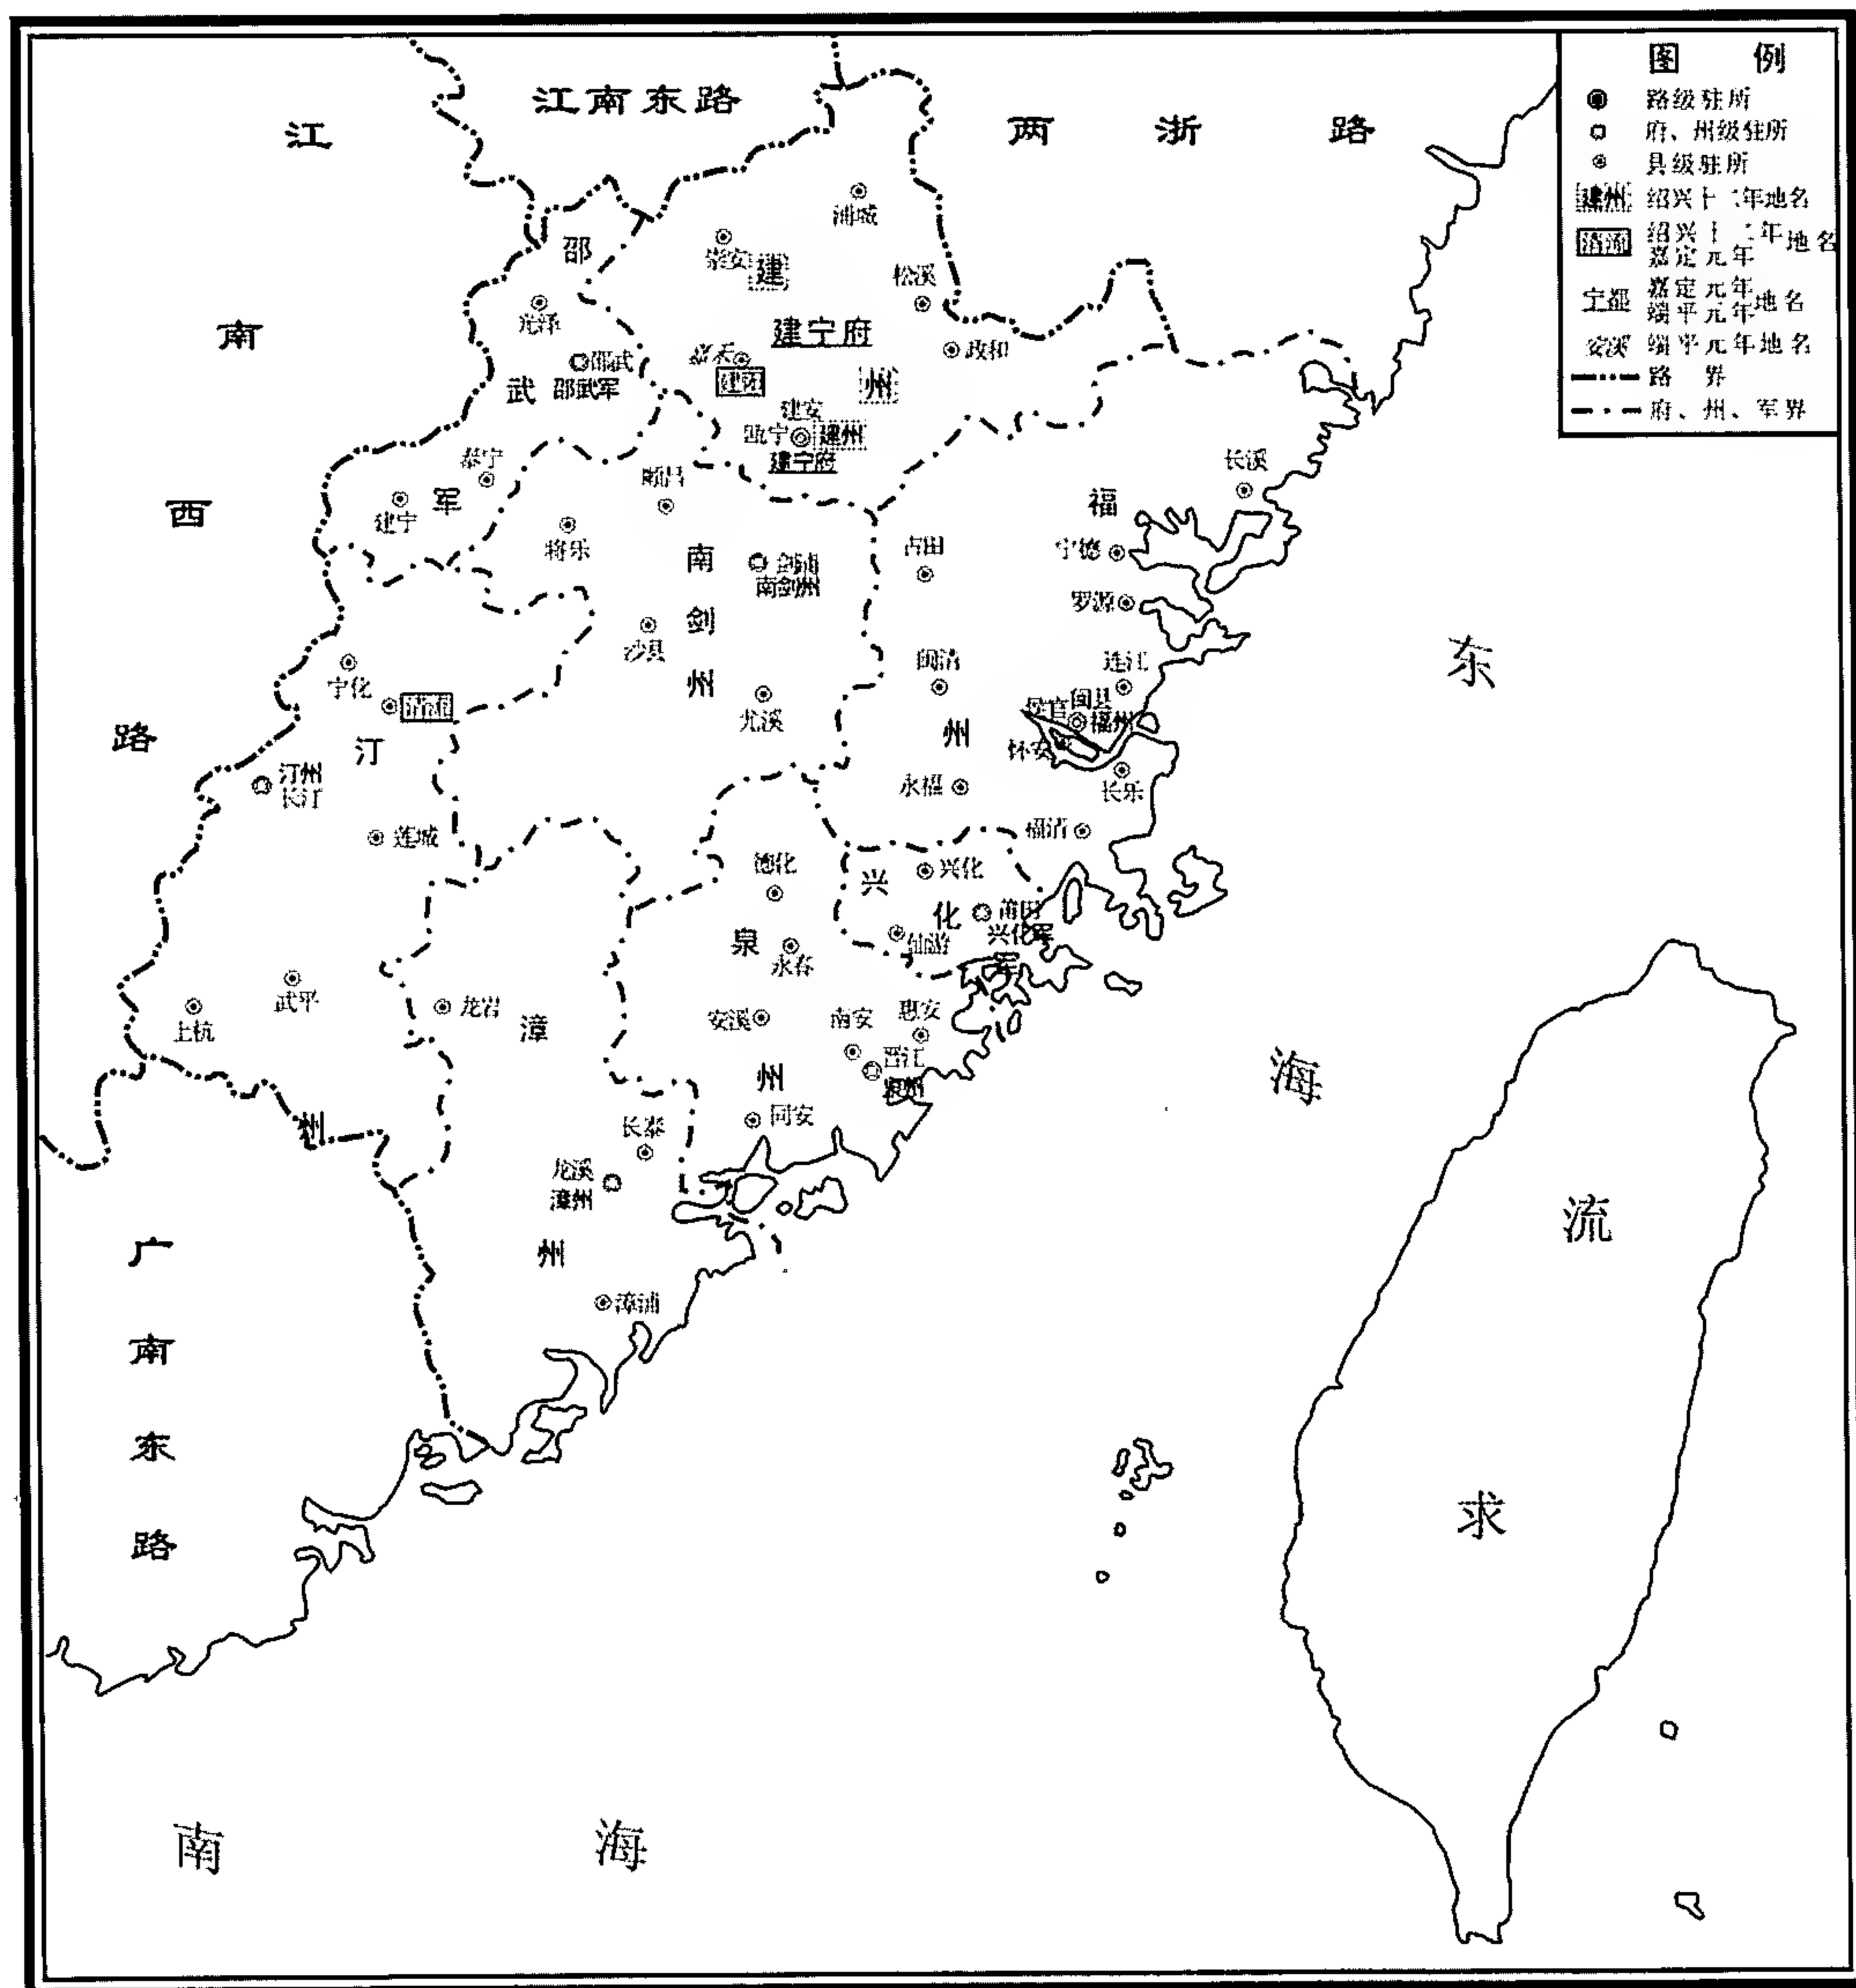 图 例
路级驻所
府、州级驻所
县级驻所
建州 绍兴十二年地名
清流 绍兴十二年 嘉定元年 地名
宁都 嘉定元年 端平元年 地名
安溪 端平元年地名
路 界
府、州、军界
江南东路
江南西路
两浙路
广南东路
建州
建宁府
浦城
崇安
松溪
政和
嘉禾
建阳
建安
瓯宁
建州
建宁府
邵武军
光泽
邵武
邵武军
泰宁
建宁
南剑州
顺昌
将乐
剑浦
南剑州
沙县
尤溪
福州
长溪
宁德
古田
罗源
闽清
连江
闽县
侯官
福州
怀安
长乐
永福
福清
汀州
宁化
清流
汀州
长汀
莲城
武平
上杭
兴化军
兴化
莆田
兴化军
仙游
泉州
德化
永春
安溪
南安
惠安
晋江
泉州
同安
漳州
龙岩
长泰
龙溪
漳州
漳浦
东海
流求
南海